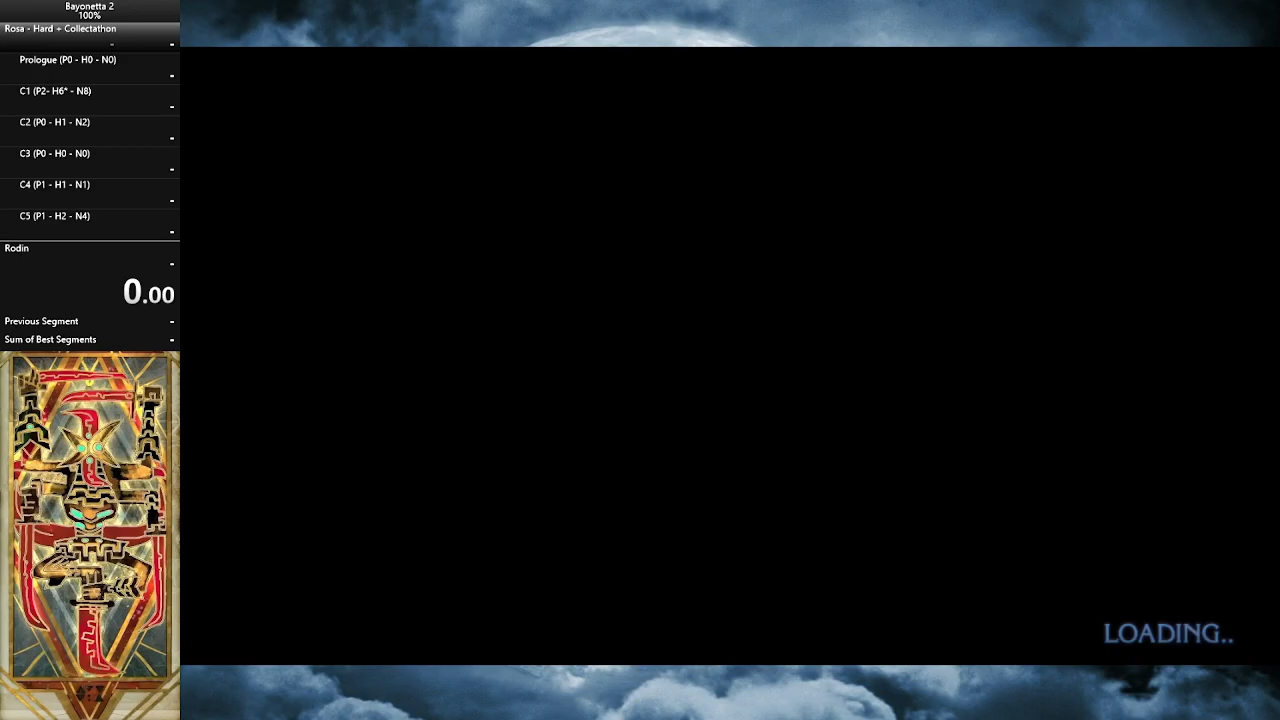 Bayonetta 2
100%
Rosa - Hard + Collectathon
- -
Prologue (P0 - H0 - N0)
-
C1 (P2- H6* - N8)
-
C2 (P0 - H1 - N2)
-
C3 (P0 - H0 - N0)
-
C4 (P1 - H1 - N1)
-
C5 (P1 - H2 - N4)
-
Rodin
-
0.00
Previous Segment -
Sum of Best Segments -
LOADING..